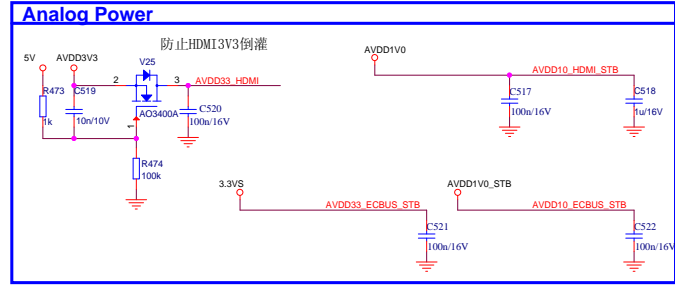 Analog Power
防止HDMI3V3倒灌
5V
AVDD3V3
V25
2
3
AVDD33_HDMI
R473
C519
1k
10n/10V
AO3400A
1
C520
100n/16V
R474
100k
AVDD1V0
AVDD10_HDMI_STB
C517
100n/16V
C518
1u/16V
3.3VS
AVDD33_ECBUS_STB
C521
100n/16V
AVDD1V0_STB
AVDD10_ECBUS_STB
C522
100n/16V